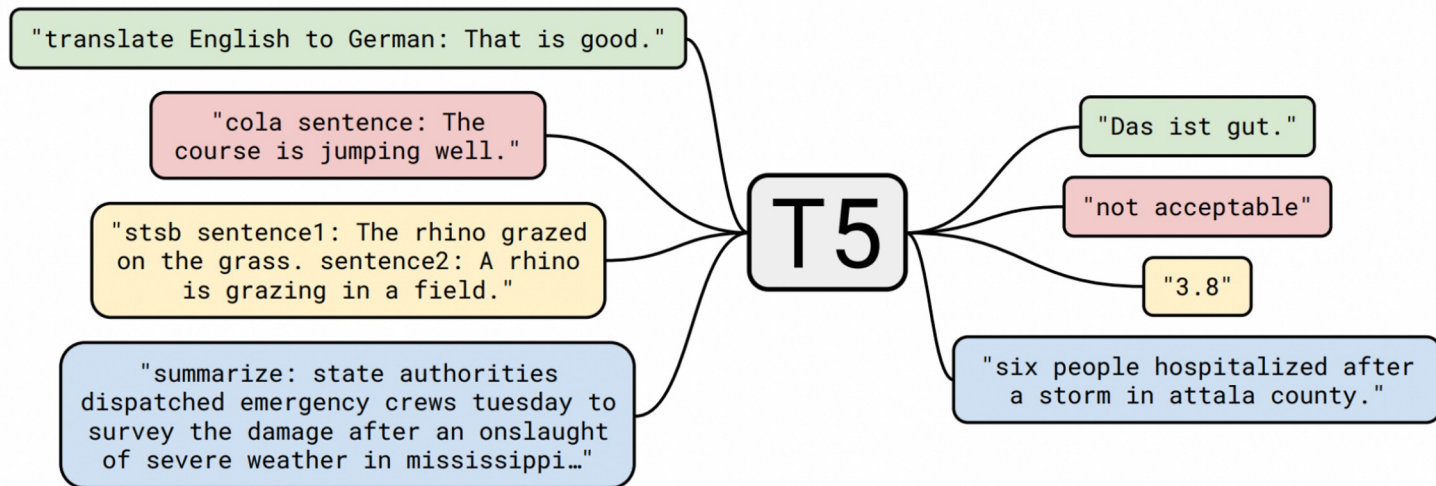 "translate English to German: That is good."
"cola sentence: The
course is jumping well."
"stsb sentence1: The rhino grazed
on the grass. sentence2: A rhino
is grazing in a field."
"summarize: state authorities
dispatched emergency crews tuesday to
survey the damage after an onslaught
of severe weather in mississippi…"
T5
"Das ist gut."
"not acceptable"
"3.8"
"six people hospitalized after
a storm in attala county."